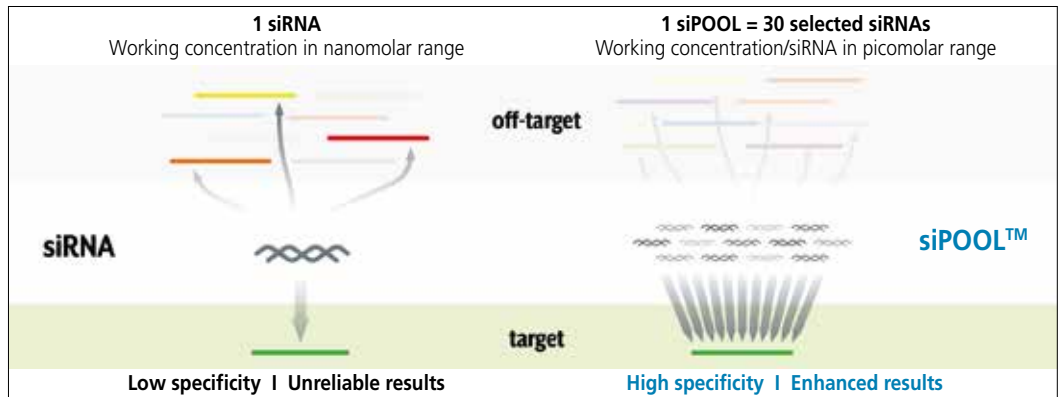 1 siRNA
Working concentration in nanomolar range
1 siPOOL = 30 selected siRNAs
Working concentration/siRNA in picomolar range
off-target
siRNA
siPOOL™
target
Low specificity I Unreliable results
High specificity I Enhanced results